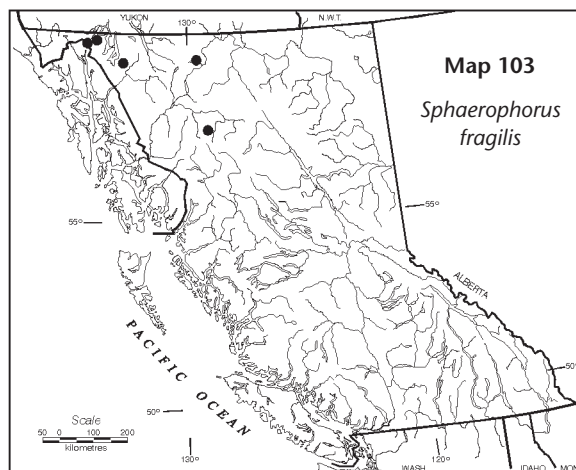 YUKON
130°
N.W.T.
Map 103
Sphaerophorus
fragilis
55°
55°
ALBERTA
PACIFIC OCEAN
50°
50°
Scale
50 0 100 200
kilometres
130°
120°
WASH
IDAHO
MON